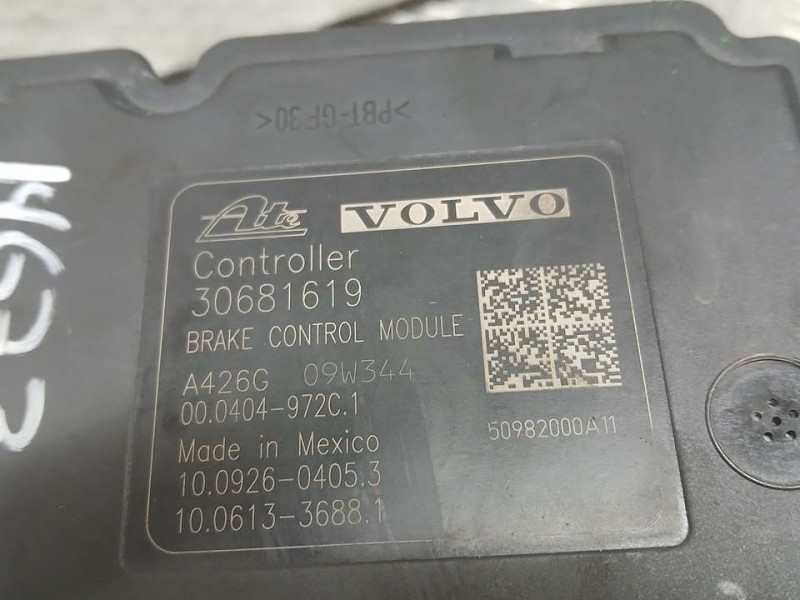 >PBT-GF30<
Ate VOLVO
Controller
30681619
BRAKE CONTROL MODULE
A426G 09W344
00.0404-972C.1
50982000A11
Made in Mexico
10.0926-0405.3
10.0613-3688.1